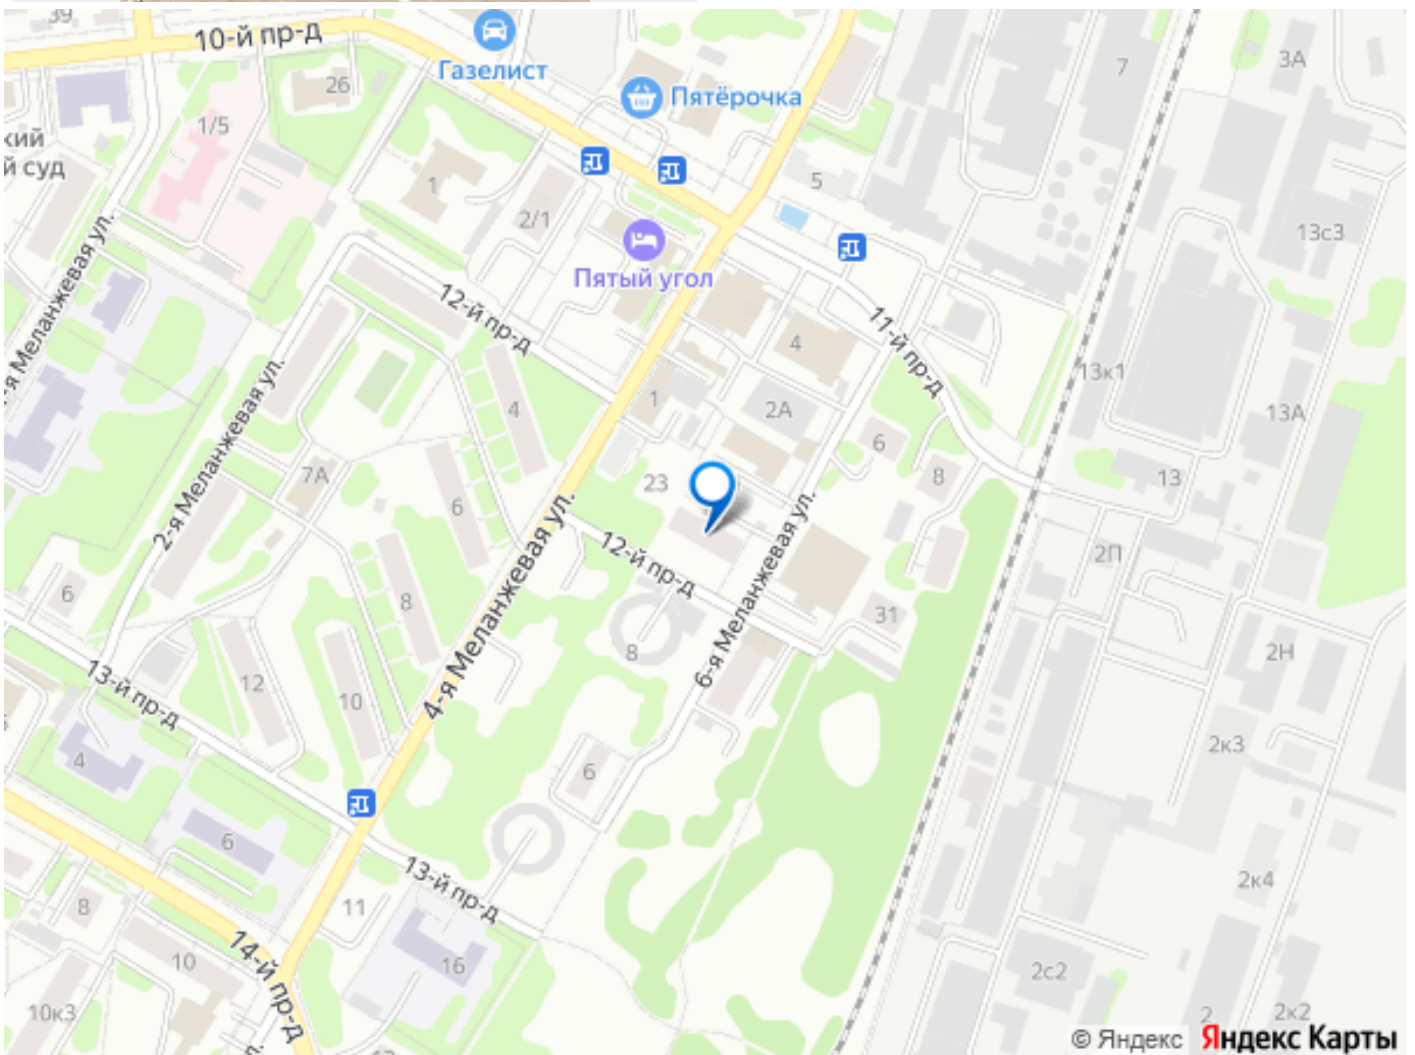 39
10-й пр-д
Газелист
7
3А
26
Пятёрочка
1/5
кий
й суд
1
5
2/1
13с3
Пятый угол
12-й пр-д
11-й пр-д
4
13к1
я Меланжевая ул.
2-я Меланжевая ул.
4
1
2А
13А
6
7А
23
8
13
6
4-я Меланжевая ул.
12-й пр-д
6-я Меланжевая ул.
2П
6
8
31
8
2Н
13-й пр-д
12
10
4
6
2к3
6
13-й пр-д
2к4
8
11
14-й пр-д
10
16
2с2
10к3
2
2к2
© Яндекс Яндекс Карты